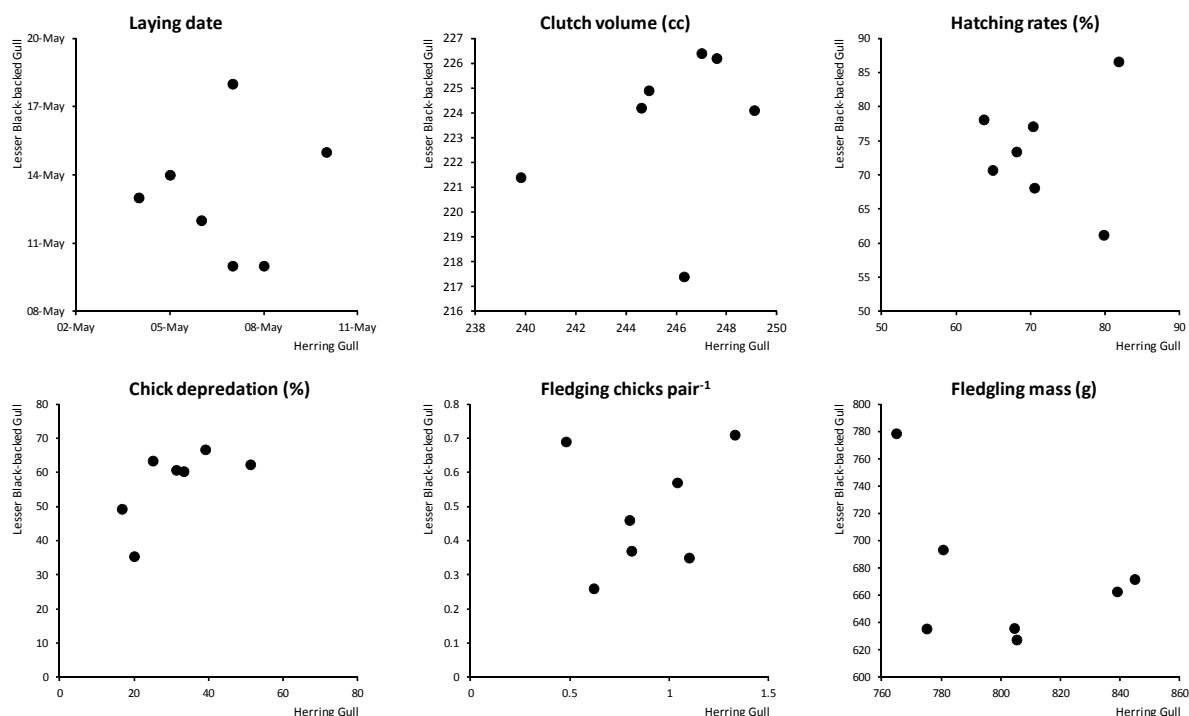 Laying date
20-May
17-May
14-May
11-May
08-May
02-May 05-May 08-May 11-May
Lesser Black-backed Gull
Herring Gull
Clutch volume (cc)
227
226
225
224
223
222
221
220
219
218
217
216
238 240 242 244 246 248 250
Lesser Black-backed Gull
Herring Gull
Hatching rates (%)
90
85
80
75
70
65
60
55
50
50 60 70 80 90
Lesser Black-backed Gull
Herring Gull
Chick depredation (%)
80
70
60
50
40
30
20
10
0
0 20 40 60 80
Lesser Black-backed Gull
Herring Gull
Fledging chicks pair⁻¹
0.8
0.7
0.6
0.5
0.4
0.3
0.2
0.1
0
0 0.5 1 1.5
Lesser Black-backed Gull
Herring Gull
Fledgling mass (g)
800
780
760
740
720
700
680
660
640
620
600
760 780 800 820 840 860
Lesser Black-backed Gull
Herring Gull